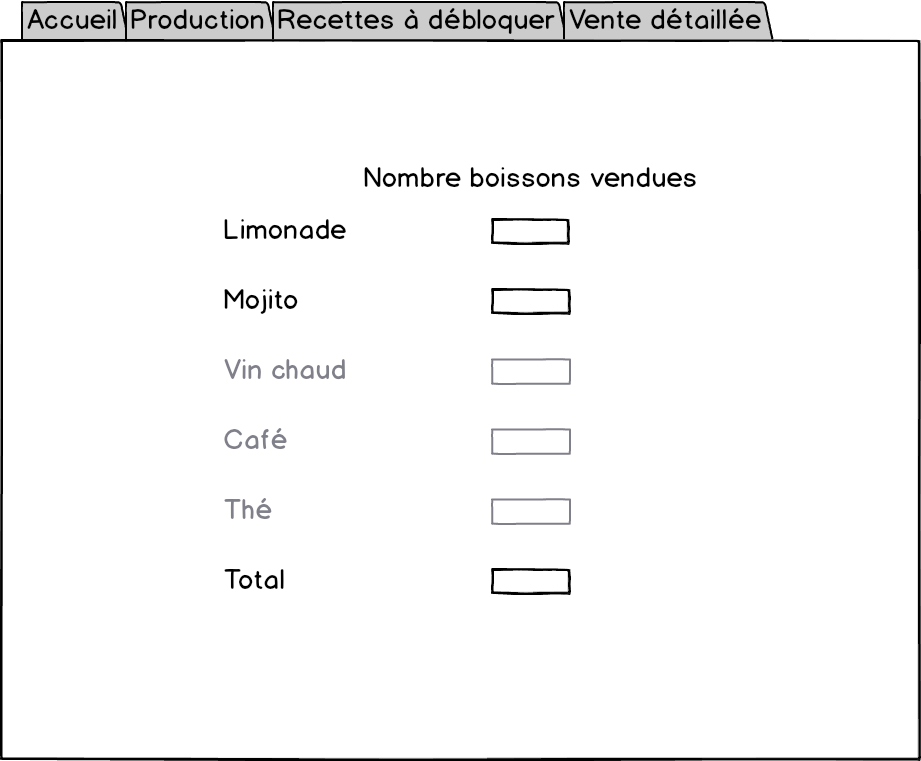 Accueil Production Recettes à débloquer Vente détaillée
Nombre boissons vendues
Limonade
Mojito
Vin chaud
Café
Thé
Total